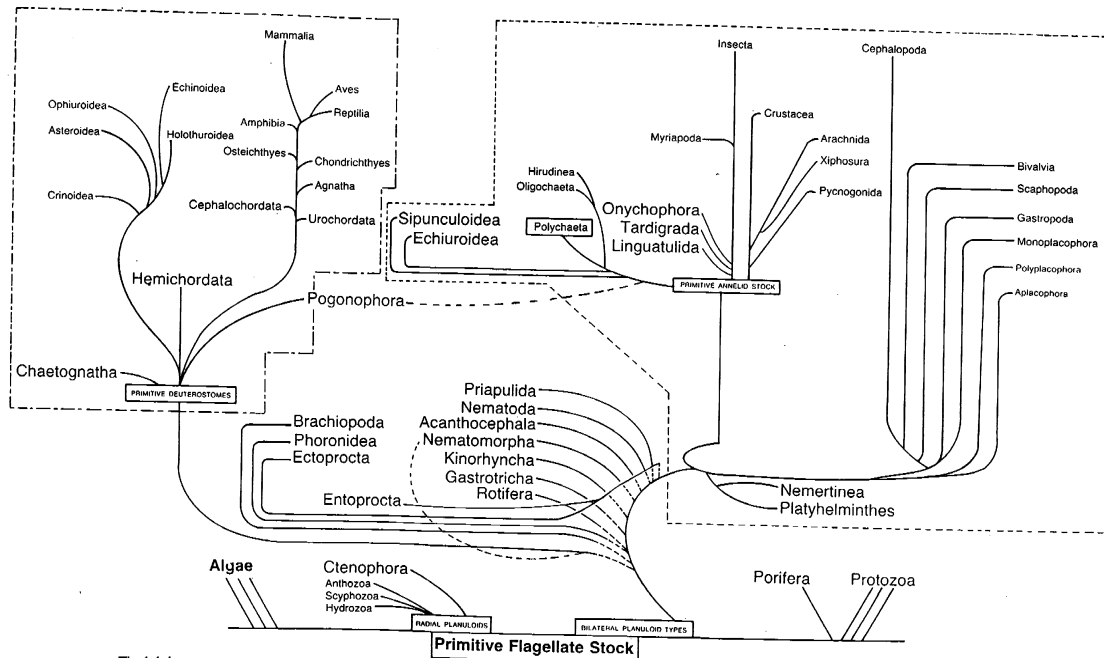 Mammalia
Insecta
Cephalopoda
Echinoidea
Aves
Ophiuroidea
Reptilia
Crustacea
Asteroidea
Holothuroidea
Amphibia
Myriapoda
Arachnida
Osteichthyes
Chondrichthyes
Xiphosura
Bivalvia
Hirudinea
Agnatha
Oligochaeta
Pycnogonida
Scaphopoda
Crinoidea
Cephalochordata
Urochordata
Sipunculoidea
Echiuroidea
Polychaeta
Onychophora
Tardigrada
Linguatulida
Gastropoda
Monoplacophora
Polyplacophora
Aplacophora
Hemichordata
Pogonophora
PRIMITIVE ANNELID STOCK
Chaetognatha
PRIMITIVE DEUTEROSTOMES
Priapulida
Nematoda
Acanthocephala
Nematomorpha
Kinorhyncha
Gastrotricha
Rotifera
Brachiopoda
Phoronidea
Ectoprocta
Entoprocta
Nemertinea
Platyhelminthes
Algae
Ctenophora
Anthozoa
Scyphozoa
Hydrozoa
Porifera
Protozoa
RADIAL PLANULOIDS
BILATERAL PLANULOID TYPES
Primitive Flagellate Stock